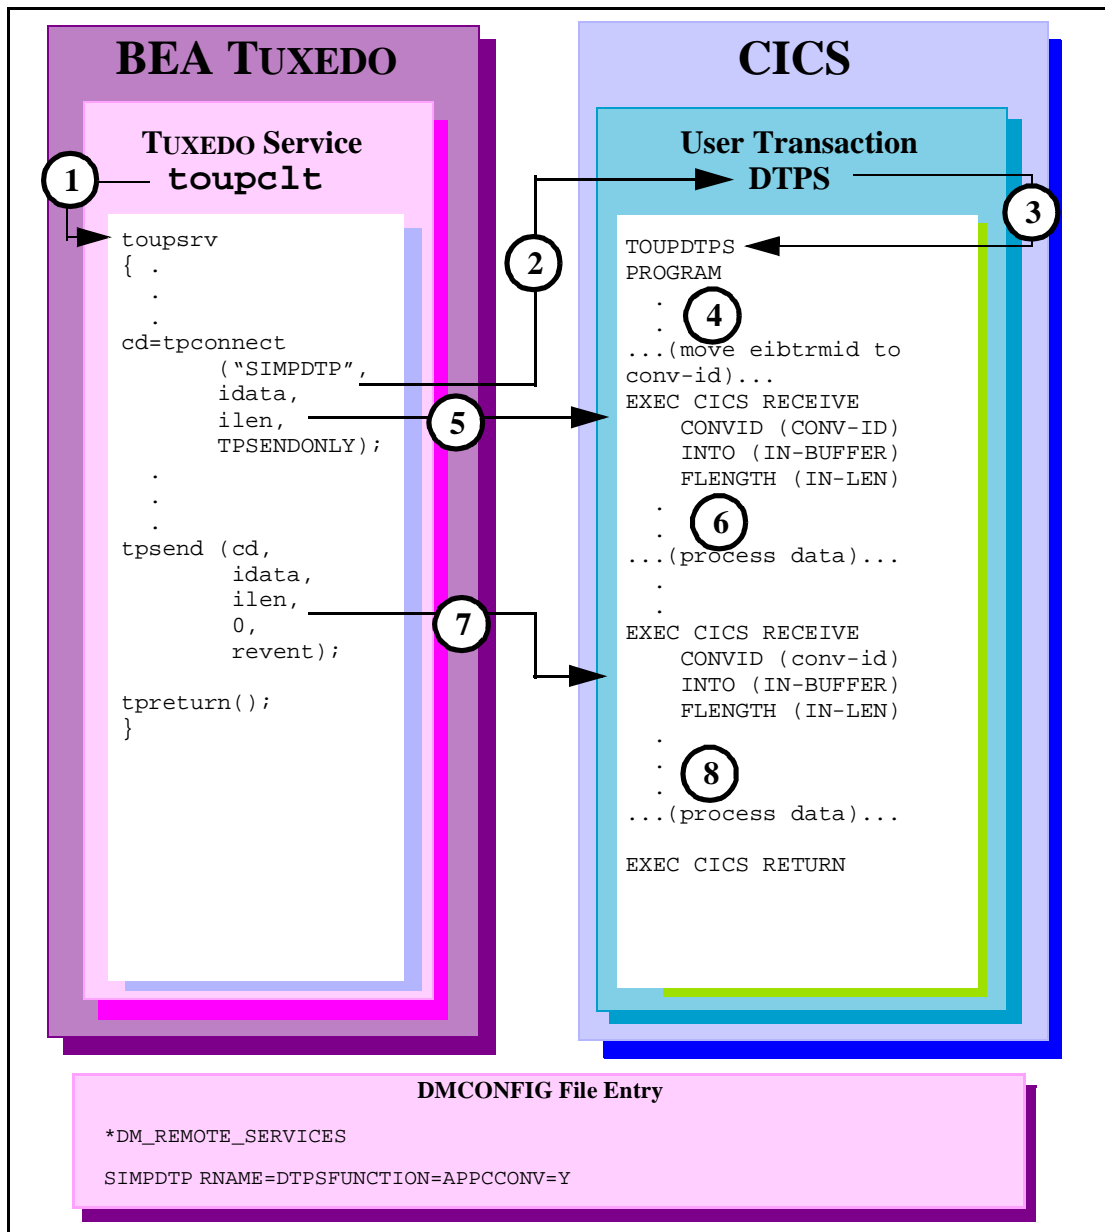 BEA TUXEDO
TUXEDO Service
toupclt
1
toupsrv
{ .
.
.
cd=tpconnect
(“SIMPDTP”,
idata,
ilen,
TPSENDONLY);
.
.
.
tpsend (cd,
idata,
ilen,
0,
revent);
tpreturn();
}
2
5
7
CICS
User Transaction
DTPS
3
TOUPDTPS
PROGRAM
.
.
4
...(move eibtrmid to
conv-id)...
EXEC CICS RECEIVE
CONVID (CONV-ID)
INTO (IN-BUFFER)
FLENGTH (IN-LEN)
.
.
6
...(process data)...
.
.
EXEC CICS RECEIVE
CONVID (conv-id)
INTO (IN-BUFFER)
FLENGTH (IN-LEN)
.
.
.
8
...(process data)...
EXEC CICS RETURN
DMCONFIG File Entry
*DM_REMOTE_SERVICES
SIMPDTP RNAME=DTPSFUNCTION=APPCCONV=Y